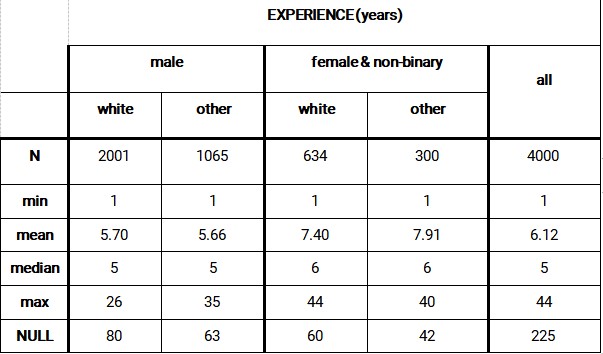 EXPERIENCE (years)
male female & non-binary all
white other white other
N 2001 1065 634 300 4000
min 1 1 1 1 1
mean 5.70 5.66 7.40 7.91 6.12
median 5 5 6 6 5
max 26 35 44 40 44
NULL 80 63 60 42 225